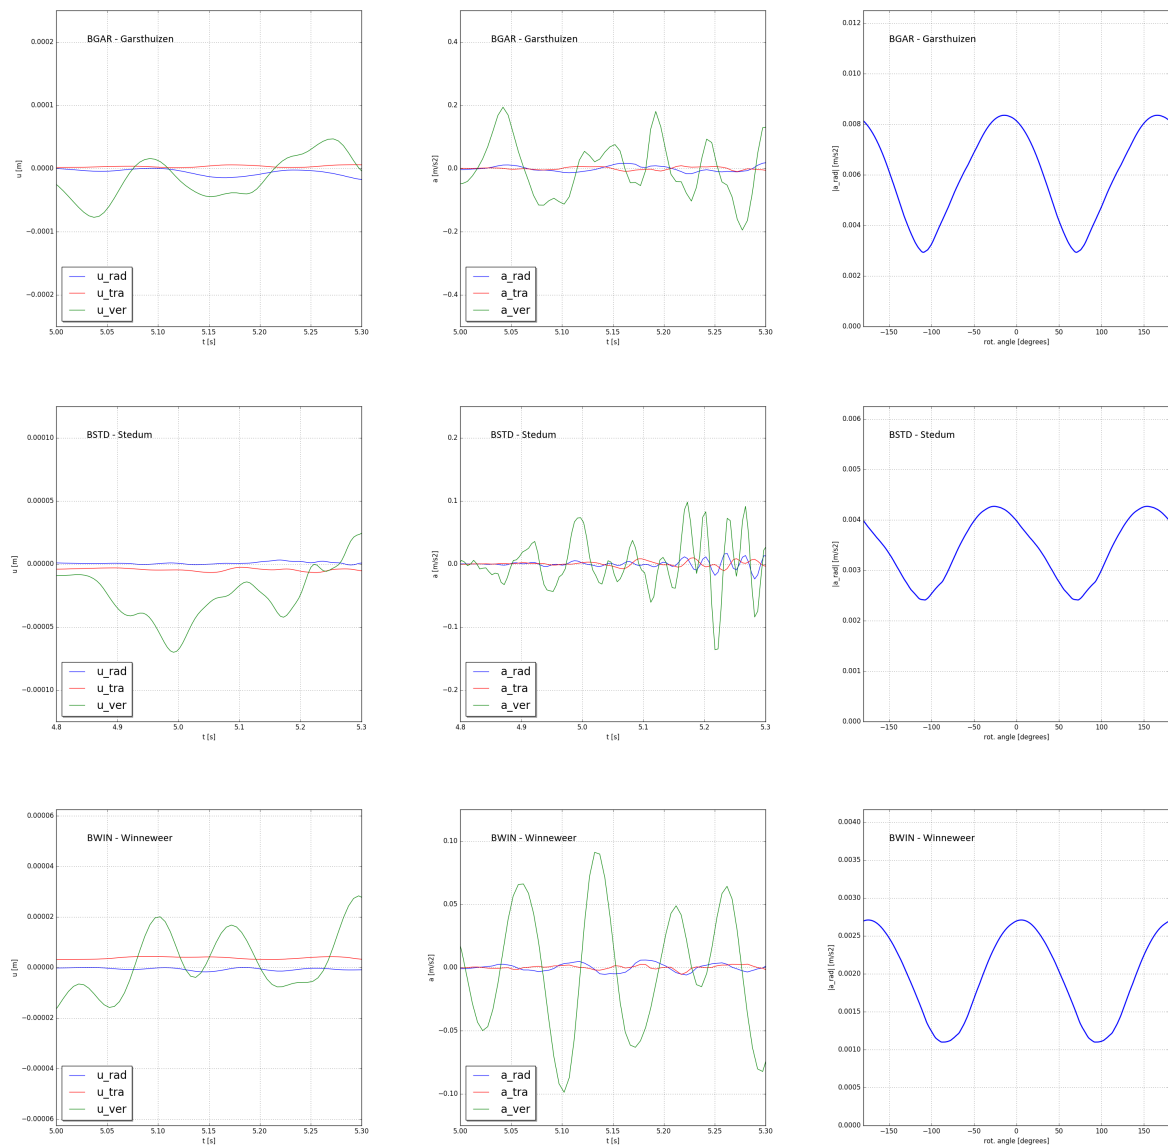 BGAR - Garsthuizen
0.0002
0.0001
0.0000
−0.0001
−0.0002
u [m]
u_rad
u_tra
u_ver
5.00 5.05 5.10 5.15 5.20 5.25 5.30
t [s]
BGAR - Garsthuizen
0.4
0.2
0.0
−0.2
−0.4
a [m/s2]
a_rad
a_tra
a_ver
5.00 5.05 5.10 5.15 5.20 5.25 5.30
t [s]
BGAR - Garsthuizen
0.012
0.010
0.008
0.006
0.004
0.002
0.000
|a_rad| [m/s2]
−150 −100 −50 0 50 100 150
rot. angle [degrees]
BSTD - Stedum
0.00010
0.00005
0.00000
−0.00005
−0.00010
u [m]
u_rad
u_tra
u_ver
4.8 4.9 5.0 5.1 5.2 5.3
t [s]
BSTD - Stedum
0.2
0.1
0.0
−0.1
−0.2
a [m/s2]
a_rad
a_tra
a_ver
4.8 4.9 5.0 5.1 5.2 5.3
t [s]
BSTD - Stedum
0.006
0.005
0.004
0.003
0.002
0.001
0.000
|a_rad| [m/s2]
−150 −100 −50 0 50 100 150
rot. angle [degrees]
BWIN - Winneweer
0.00006
0.00004
0.00002
0.00000
−0.00002
−0.00004
−0.00006
u [m]
u_rad
u_tra
u_ver
5.00 5.05 5.10 5.15 5.20 5.25 5.30
t [s]
BWIN - Winneweer
0.10
0.05
0.00
−0.05
−0.10
a [m/s2]
a_rad
a_tra
a_ver
5.00 5.05 5.10 5.15 5.20 5.25 5.30
t [s]
BWIN - Winneweer
0.0040
0.0035
0.0030
0.0025
0.0020
0.0015
0.0010
0.0005
0.0000
|a_rad| [m/s2]
−150 −100 −50 0 50 100 150
rot. angle [degrees]